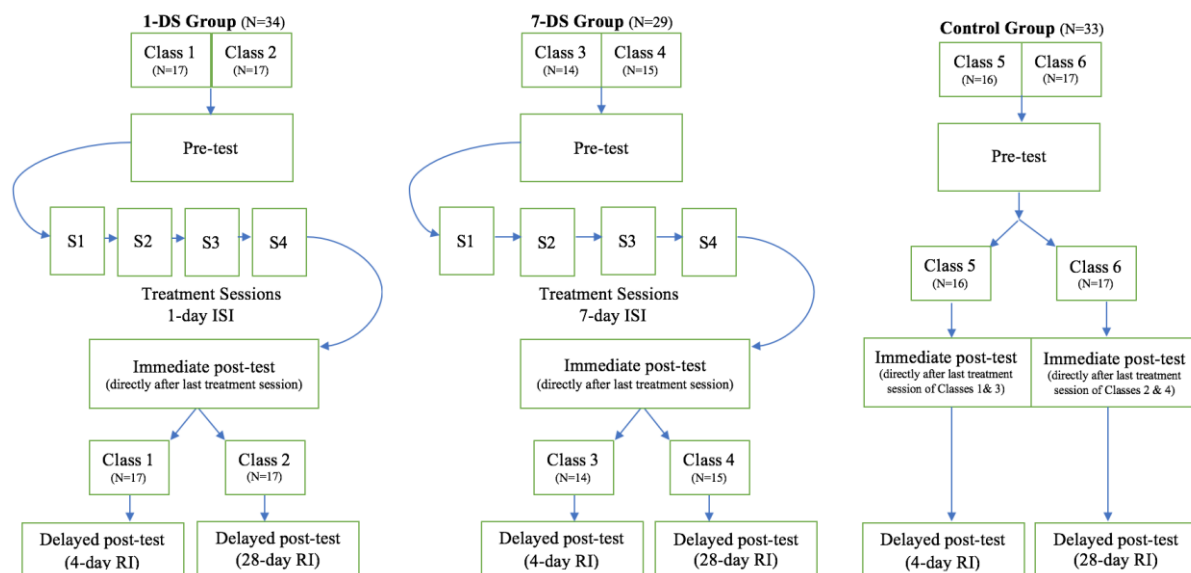 1-DS Group (N=34)
Class 1
(N=17)
Class 2
(N=17)
Pre-test
S1
S2
S3
S4
Treatment Sessions
1-day ISI
Immediate post-test
(directly after last treatment session)
Class 1
(N=17)
Class 2
(N=17)
Delayed post-test
(4-day RI)
Delayed post-test
(28-day RI)
7-DS Group (N=29)
Class 3
(N=14)
Class 4
(N=15)
Pre-test
S1
S2
S3
S4
Treatment Sessions
7-day ISI
Immediate post-test
(directly after last treatment session)
Class 3
(N=14)
Class 4
(N=15)
Delayed post-test
(4-day RI)
Delayed post-test
(28-day RI)
Control Group (N=33)
Class 5
(N=16)
Class 6
(N=17)
Pre-test
Class 5
(N=16)
Class 6
(N=17)
Immediate post-test
(directly after last treatment
session of Classes 1& 3)
Immediate post-test
(directly after last treatment
session of Classes 2 & 4)
Delayed post-test
(4-day RI)
Delayed post-test
(28-day RI)